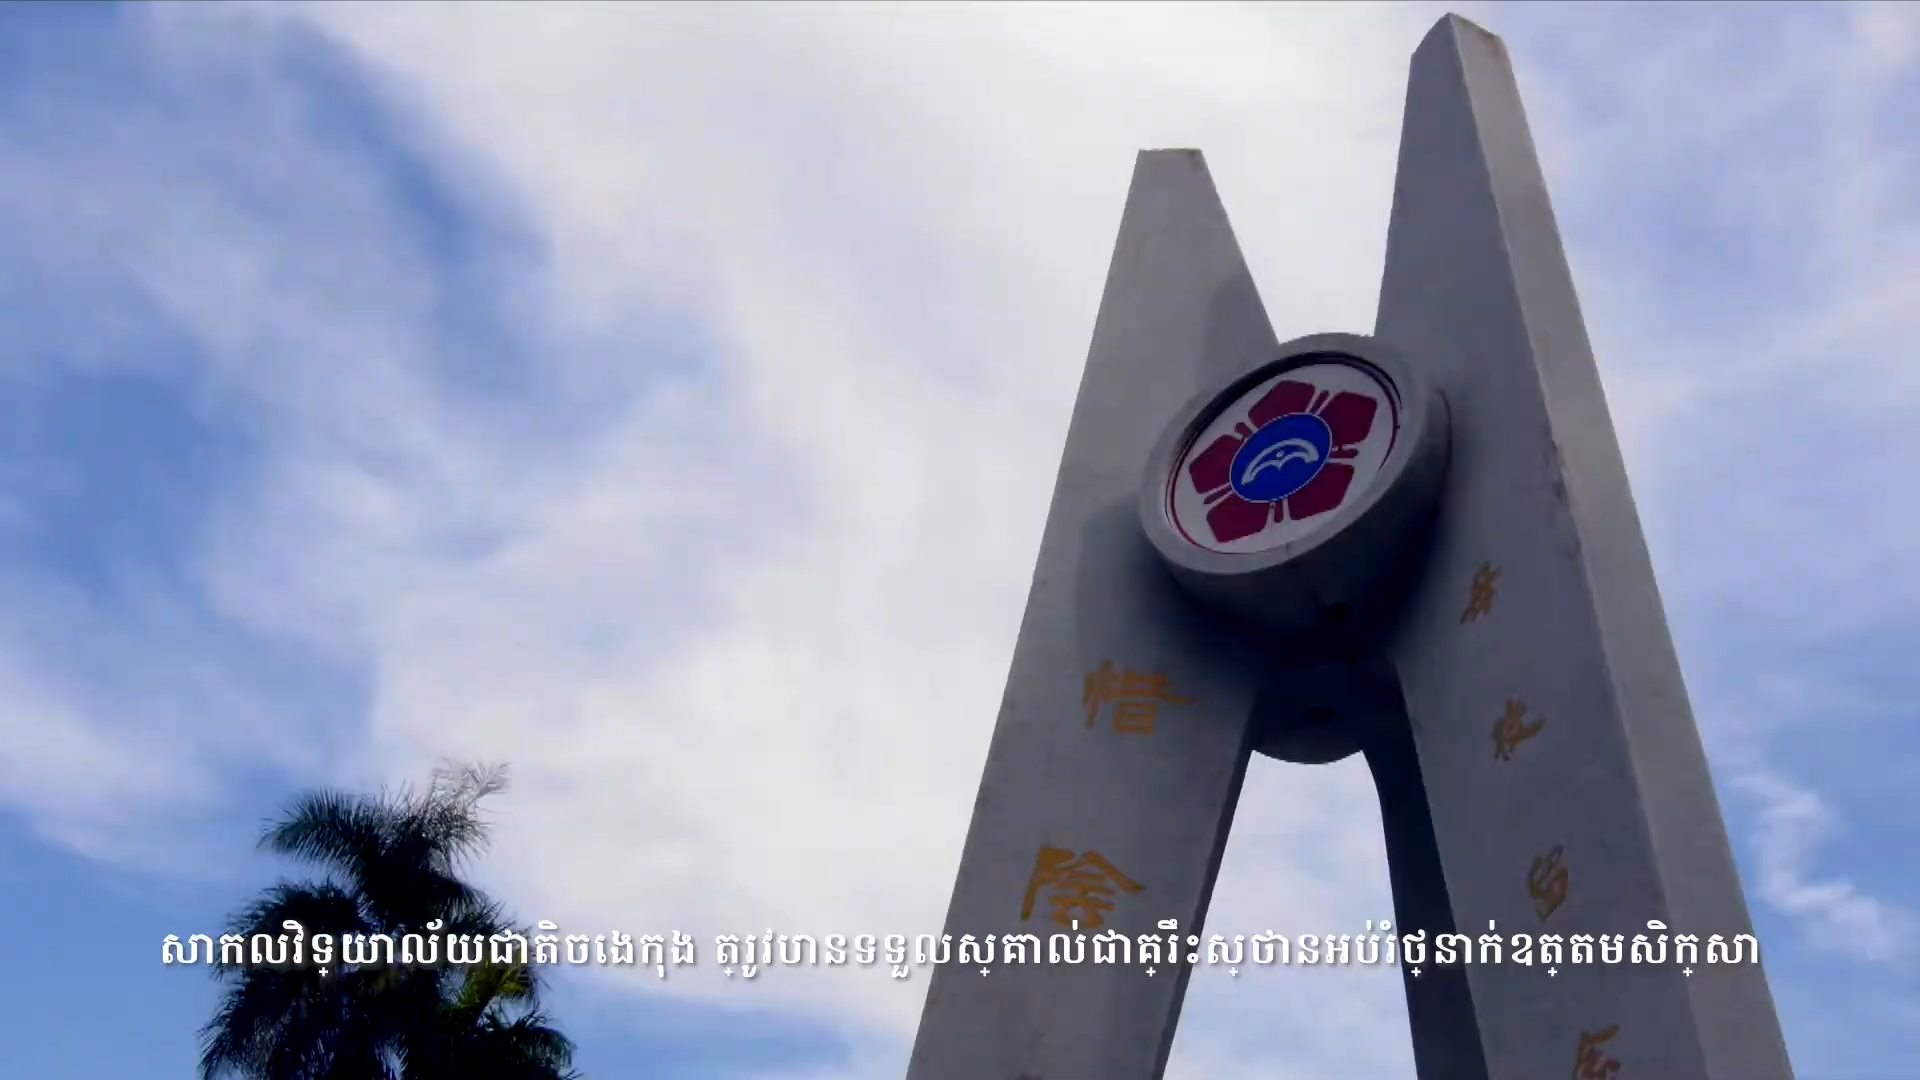 惜
陰
សាកលវិទ្យាល័យជាតិចងេកុង ត្រូវបានទទួលស្គាល់ជាគ្រឹះស្ថានអប់រំថ្នាក់ឧត្តមសិក្សា